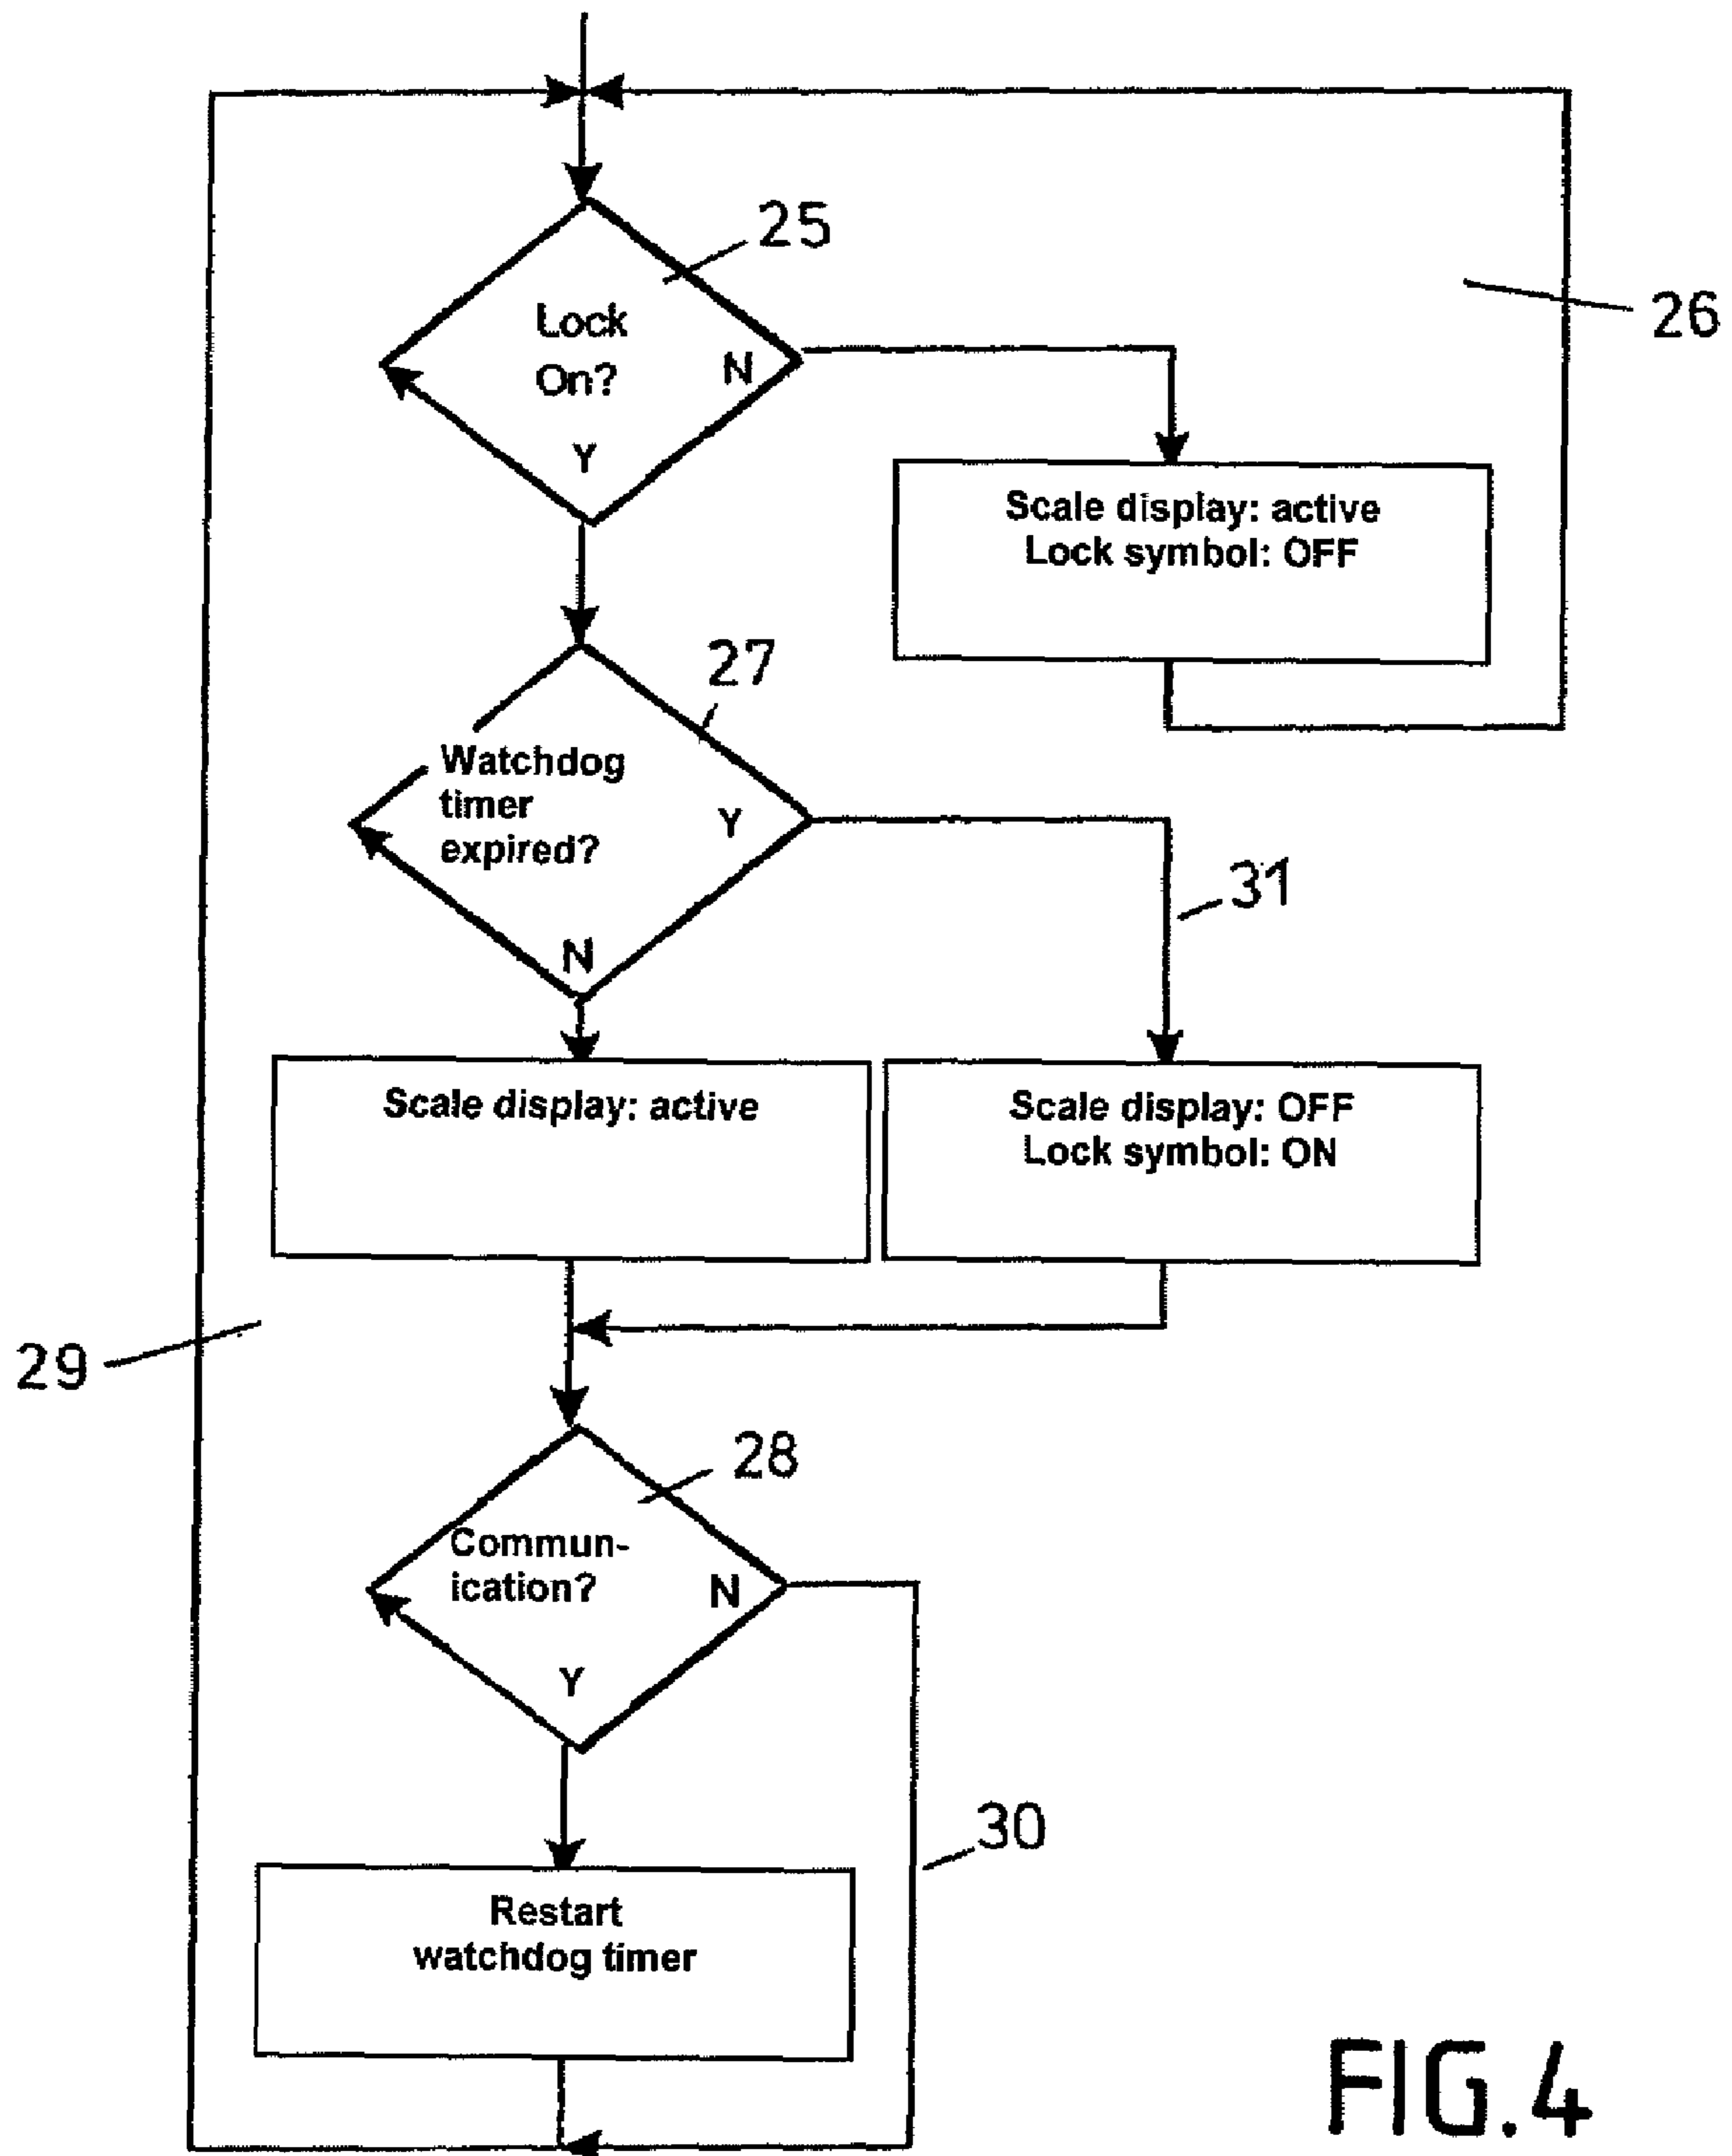 25
Lock
On?
N
Y
26
Scale display: active
Lock symbol: OFF
27
Watchdog
timer
expired?
Y
N
31
Scale display: active
Scale display: OFF
Lock symbol: ON
29
28
Commun-
ication?
N
Y
30
Restart
watchdog timer
FIG.4